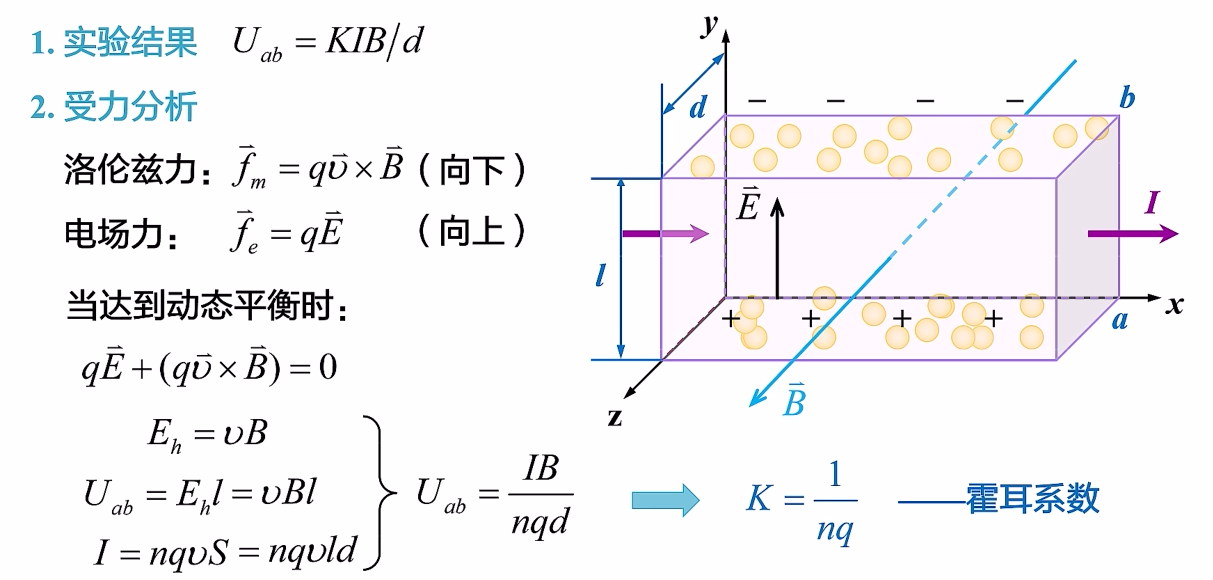 1. 实验结果 U_ab = KIB/d
2. 受力分析
洛伦兹力：f⃗_m = qυ⃗ × B⃗（向下）
电场力： f⃗_e = qE⃗ （向上）
当达到动态平衡时：
qE⃗ + (qυ⃗ × B⃗) = 0
E_h = υB
U_ab = E_h l = υBl
I = nqυS = nqυld
U_ab = IB/nqd
K = 1/nq ——霍耳系数
y
d
− − − −
b
E⃗
I
l
+ + + +
a
x
z
B⃗